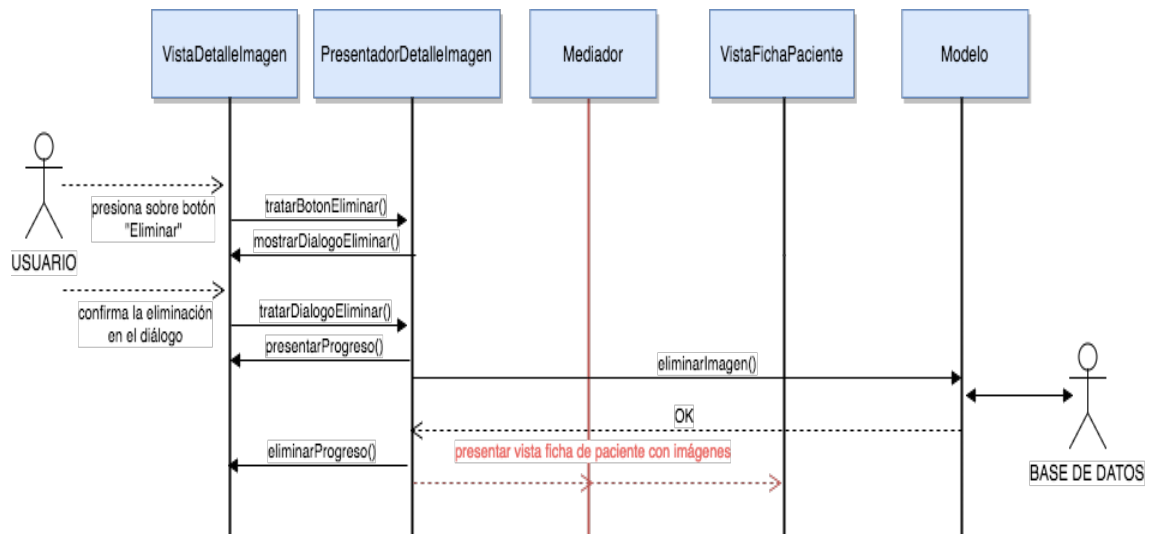 VistaDetalleImagen
PresentadorDetalleImagen
Mediador
VistaFichaPaciente
Modelo
presiona sobre botón
"Eliminar"
tratarBotonEliminar()
mostrarDialogoEliminar()
USUARIO
confirma la eliminación
en el diálogo
tratarDialogoEliminar()
presentarProgreso()
eliminarImagen()
OK
eliminarProgreso()
presentar vista ficha de paciente con imágenes
BASE DE DATOS